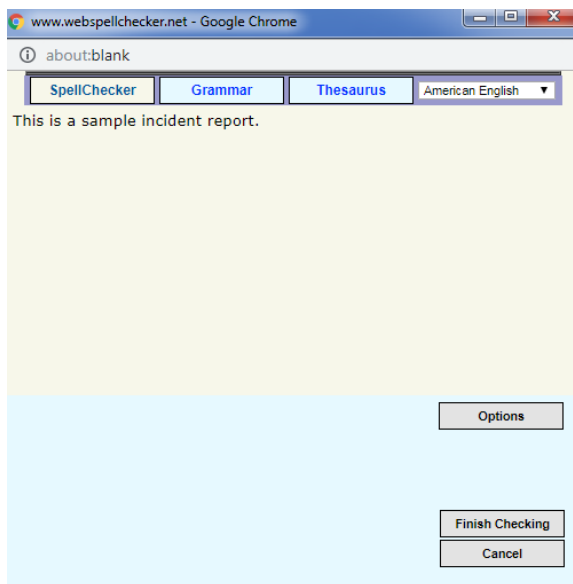 www.webspellchecker.net - Google Chrome
about:blank
SpellChecker Grammar Thesaurus American English
This is a sample incident report.
Options
Finish Checking
Cancel